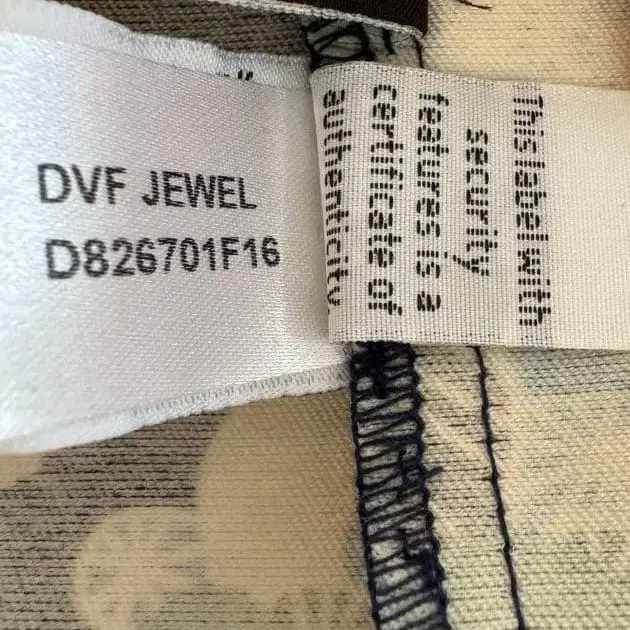 DVF JEWEL
D826701F16
This label with
security
features is a
certificate of
authenticity.